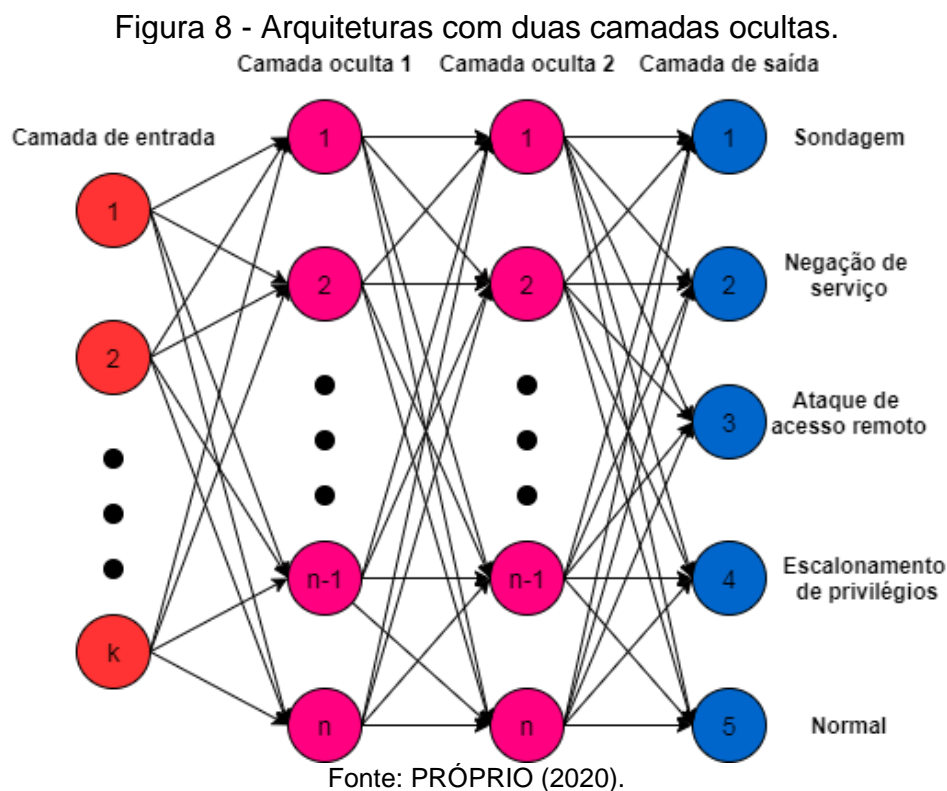 Figura 8 - Arquiteturas com duas camadas ocultas.
Camada oculta 1 Camada oculta 2 Camada de saída
Camada de entrada
1 1 1 Sondagem
1
2 2 2 Negação de
serviço
2
3 Ataque de
acesso remoto
n-1 n-1 4 Escalonamento
de privilégios
k
n n 5 Normal
Fonte: PRÓPRIO (2020).